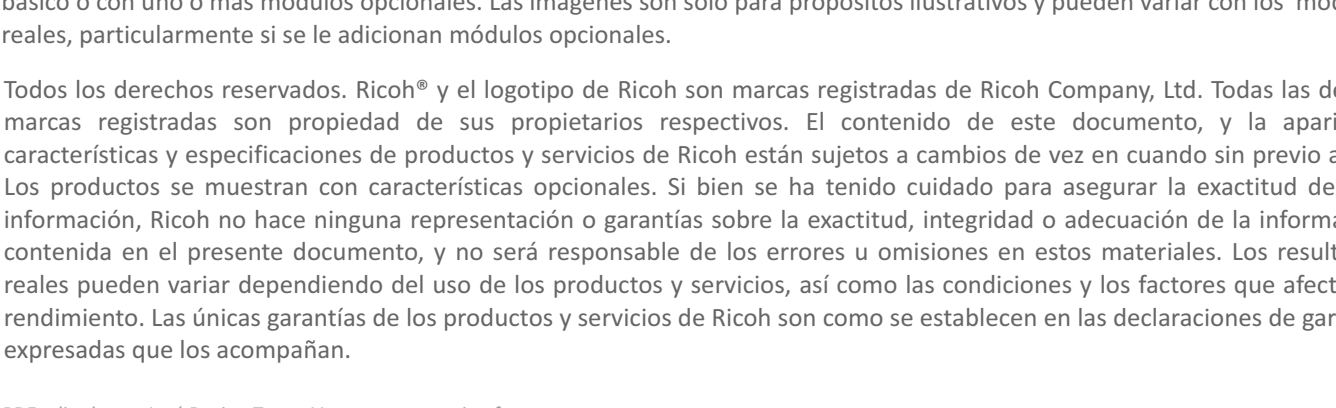 básico o con uno o más módulos opcionales. Las imágenes son sólo para propósitos ilustrativos y pueden variar con los
reales, particularmente si se le adicionan módulos opcionales.
Todos los derechos reservados. Ricoh® y el logotipo de Ricoh son marcas registradas de Ricoh Company, Ltd. Todas las
marcas registradas son propiedad de sus propietarios respectivos. El contenido de este documento, y la apari
características y especificaciones de productos y servicios de Ricoh están sujetos a cambios de vez en cuando sin previo a
Los productos se muestran con características opcionales. Si bien se ha tenido cuidado para asegurar la exactitud de
información, Ricoh no hace ninguna representación o garantías sobre la exactitud, integridad o adecuación de la informa
contenida en el presente documento, y no será responsable de los errores u omisiones en estos materiales. Los result
reales pueden variar dependiendo del uso de los productos y servicios, así como las condiciones y los factores que afect
rendimiento. Las únicas garantías de los productos y servicios de Ricoh son como se establecen en las declaraciones de gar
expresadas que los acompañan.